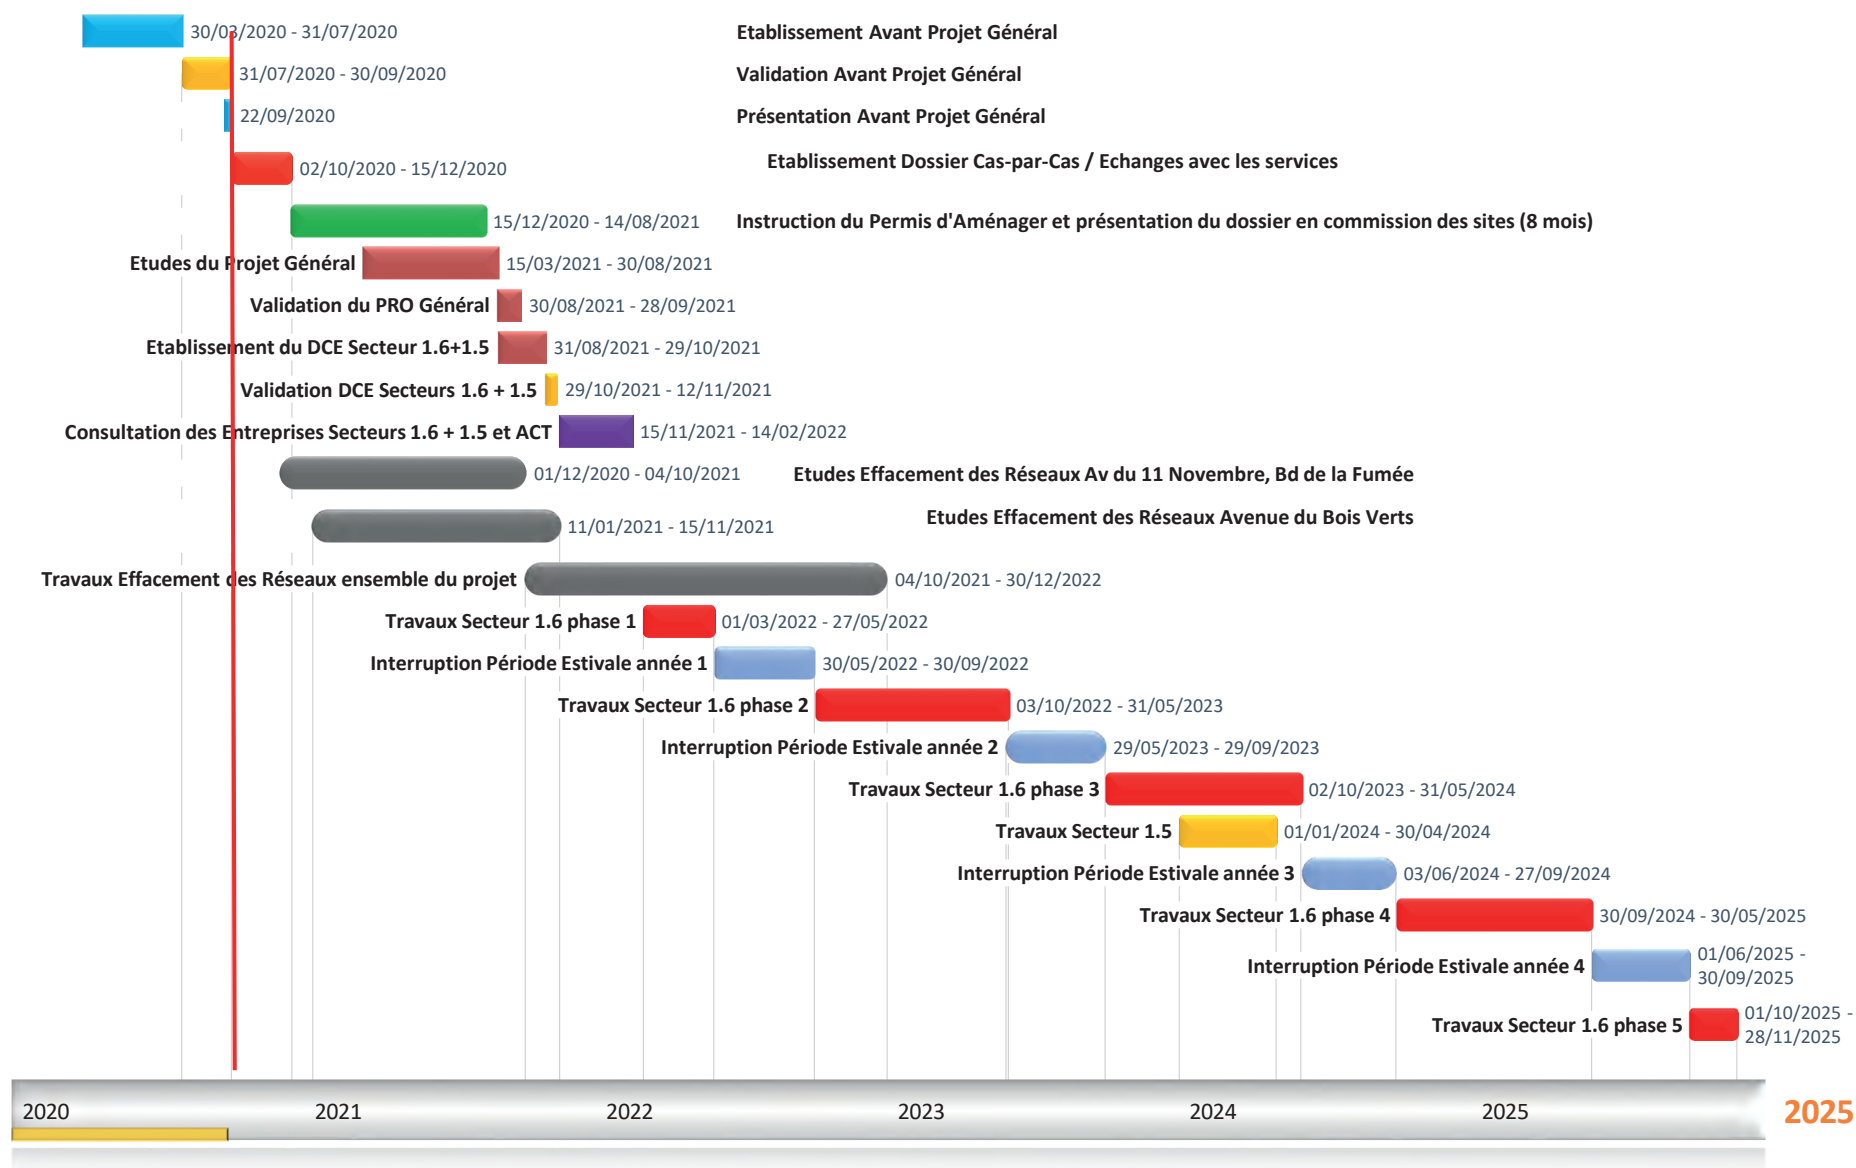 30/03/2020 - 31/07/2020 Etablissement Avant Projet Général
31/07/2020 - 30/09/2020 Validation Avant Projet Général
22/09/2020 Présentation Avant Projet Général
02/10/2020 - 15/12/2020 Etablissement Dossier Cas-par-Cas / Echanges avec les services
15/12/2020 - 14/08/2021 Instruction du Permis d'Aménager et présentation du dossier en commission des sites (8 mois)
Etudes du Projet Général 15/03/2021 - 30/08/2021
Validation du PRO Général 30/08/2021 - 28/09/2021
Etablissement du DCE Secteur 1.6+1.5 31/08/2021 - 29/10/2021
Validation DCE Secteurs 1.6 + 1.5 29/10/2021 - 12/11/2021
Consultation des Entreprises Secteurs 1.6 + 1.5 et ACT 15/11/2021 - 14/02/2022
01/12/2020 - 04/10/2021 Etudes Effacement des Réseaux Av du 11 Novembre, Bd de la Fumée
11/01/2021 - 15/11/2021 Etudes Effacement des Réseaux Avenue du Bois Verts
Travaux Effacement des Réseaux ensemble du projet 04/10/2021 - 30/12/2022
Travaux Secteur 1.6 phase 1 01/03/2022 - 27/05/2022
Interruption Période Estivale année 1 30/05/2022 - 30/09/2022
Travaux Secteur 1.6 phase 2 03/10/2022 - 31/05/2023
Interruption Période Estivale année 2 29/05/2023 - 29/09/2023
Travaux Secteur 1.6 phase 3 02/10/2023 - 31/05/2024
Travaux Secteur 1.5 01/01/2024 - 30/04/2024
Interruption Période Estivale année 3 03/06/2024 - 27/09/2024
Travaux Secteur 1.6 phase 4 30/09/2024 - 30/05/2025
Interruption Période Estivale année 4 01/06/2025 -
30/09/2025
Travaux Secteur 1.6 phase 5 01/10/2025 -
28/11/2025
2020 2021 2022 2023 2024 2025 2025